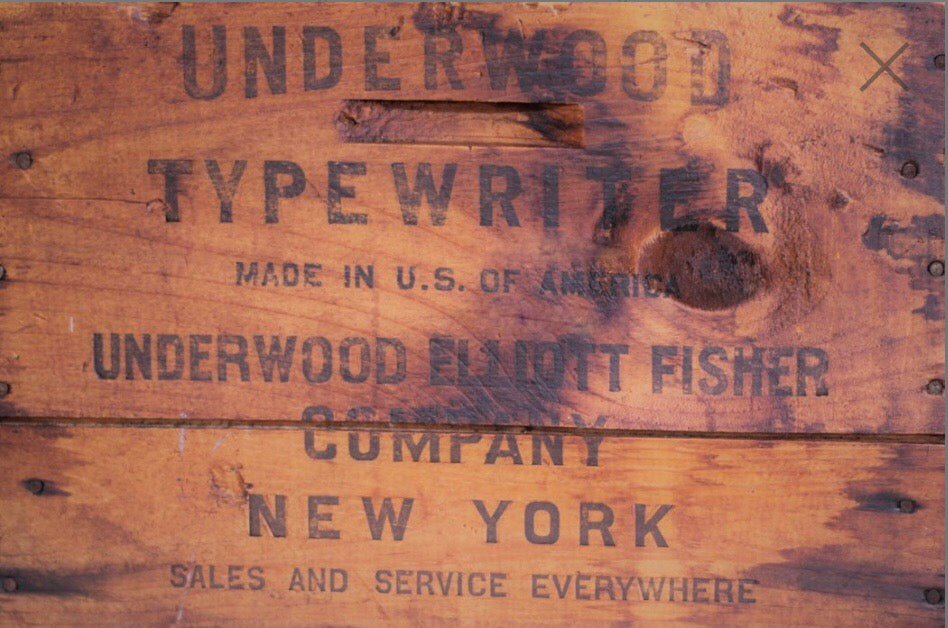 UNDERWOOD
TYPEWRITER
MADE IN U.S. OF AMERICA
UNDERWOOD ELLIOTT FISHER
COMPANY
NEW YORK
SALES AND SERVICE EVERYWHERE